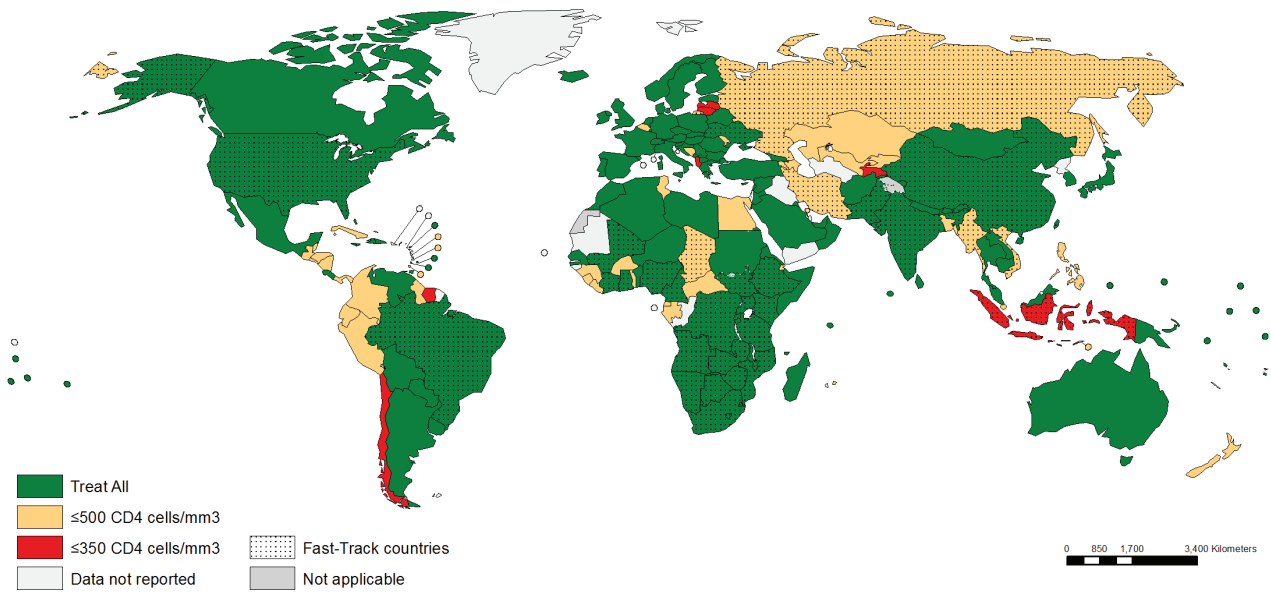 Treat All
≤500 CD4 cells/mm3
≤350 CD4 cells/mm3
Data not reported
Fast-Track countries
Not applicable
0 850 1,700 3,400 Kilometers